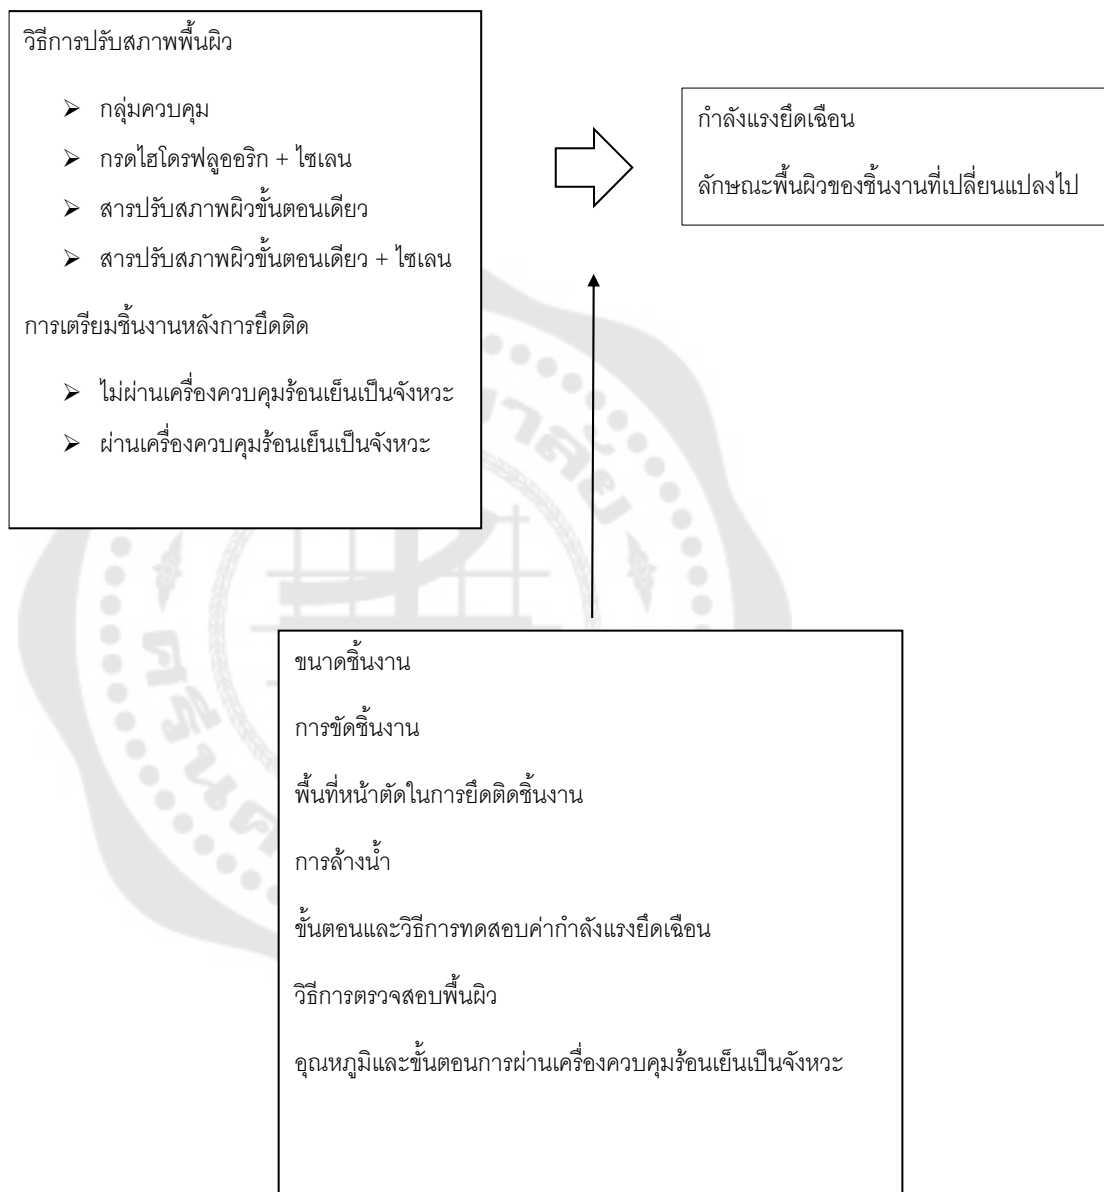 วิธีการปรับสภาพพื้นผิว
➢ กลุ่มควบคุม
➢ กรดไฮโดรฟลูออริก + ไซเลน
➢ สารปรับสภาพผิวขั้นตอนเดียว
➢ สารปรับสภาพผิวขั้นตอนเดียว + ไซเลน
การเตรียมชิ้นงานหลังการยึดติด
➢ ไม่ผ่านเครื่องควบคุมร้อนเย็นเป็นจังหวะ
➢ ผ่านเครื่องควบคุมร้อนเย็นเป็นจังหวะ
กำลังแรงยึดเฉือน
ลักษณะพื้นผิวของชิ้นงานที่เปลี่ยนแปลงไป
ขนาดชิ้นงาน
การขัดชิ้นงาน
พื้นที่หน้าตัดในการยึดติดชิ้นงาน
การล้างน้ำ
ขั้นตอนและวิธีการทดสอบค่ากำลังแรงยึดเฉือน
วิธีการตรวจสอบพื้นผิว
อุณหภูมิและขั้นตอนการผ่านเครื่องควบคุมร้อนเย็นเป็นจังหวะ